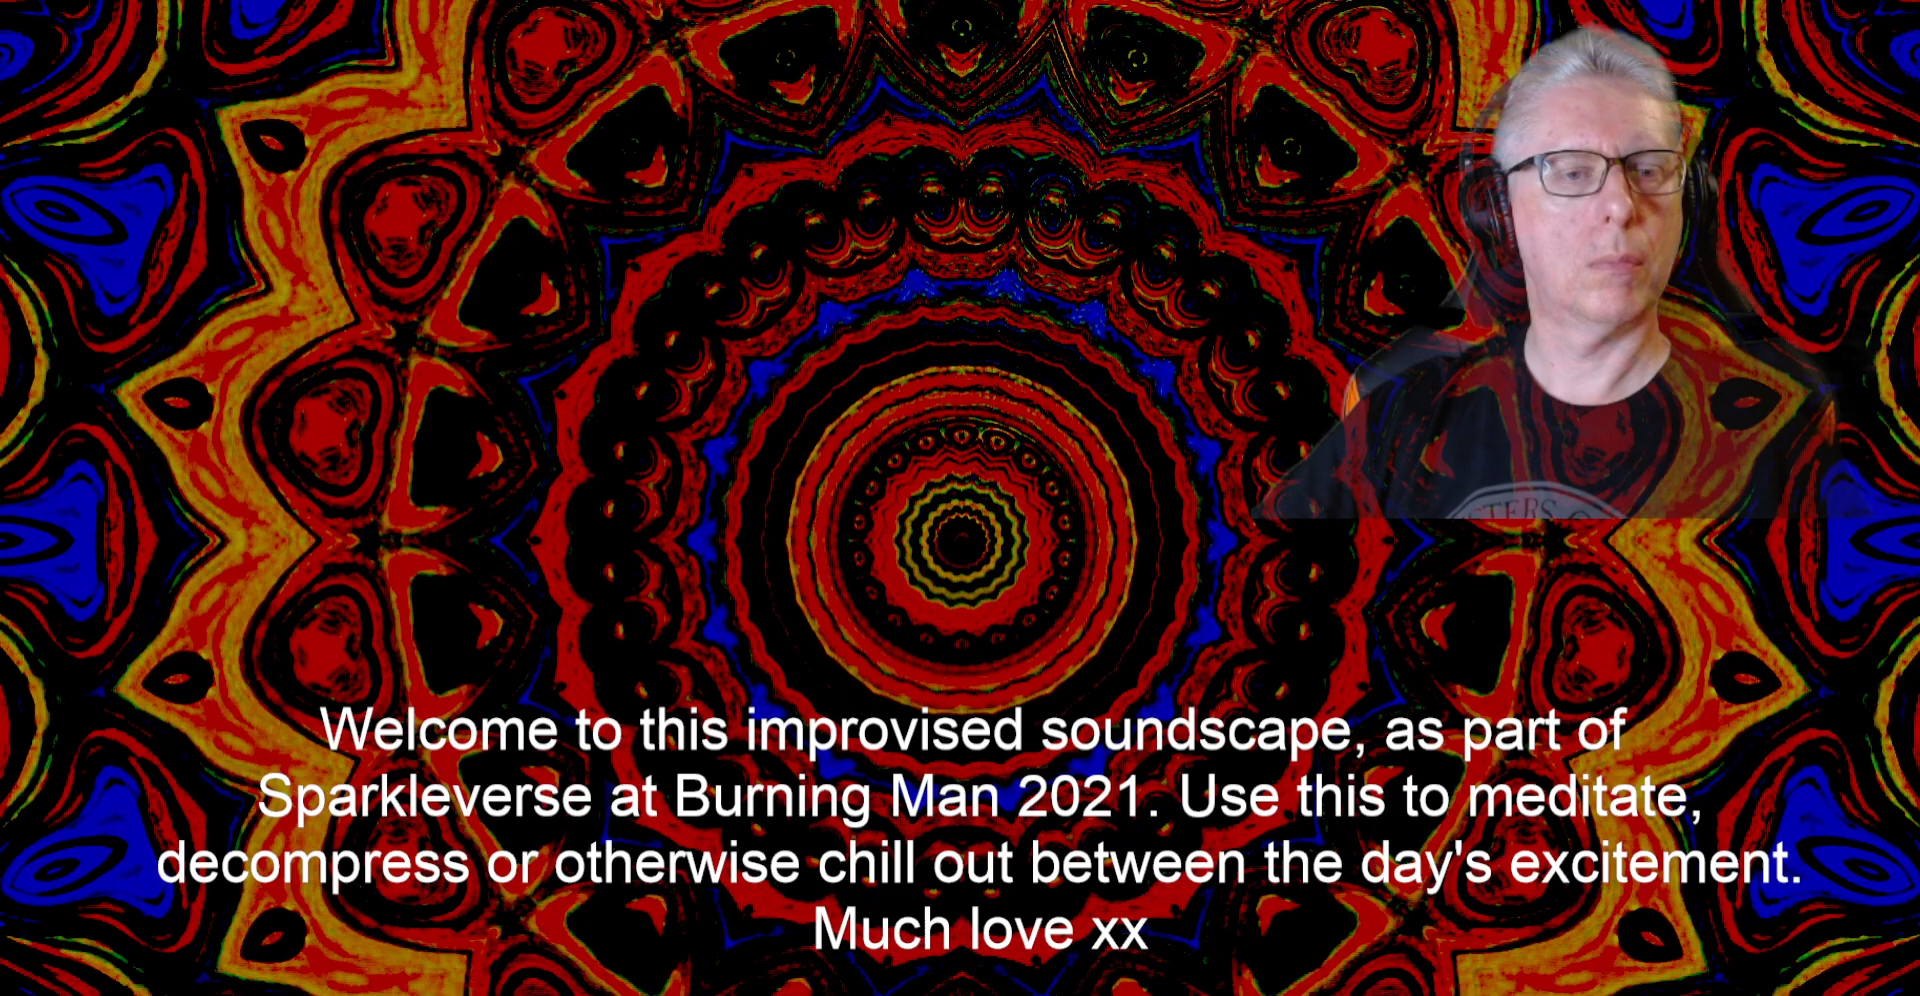 STERS
Welcome to this improvised soundscape, as part of
Sparkleverse at Burning Man 2021. Use this to meditate,
decompress or otherwise chill out between the day's excitement.
Much love xx